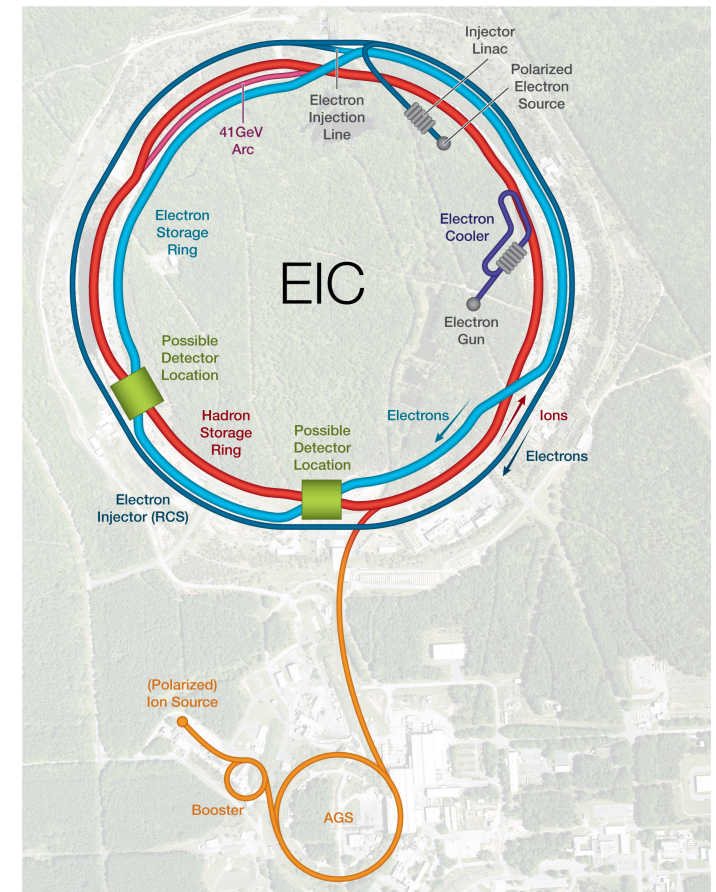 Injector
Linac
Polarized
Electron
Source
Electron
Injection
Line
41GeV
Arc
Electron
Storage
Ring
Electron
Cooler
EIC
Electron
Gun
Possible
Detector
Location
Hadron
Storage
Ring
Possible
Detector
Location
Electrons
Ions
Electrons
Electron
Injector (RCS)
(Polarized)
Ion Source
Booster
AGS